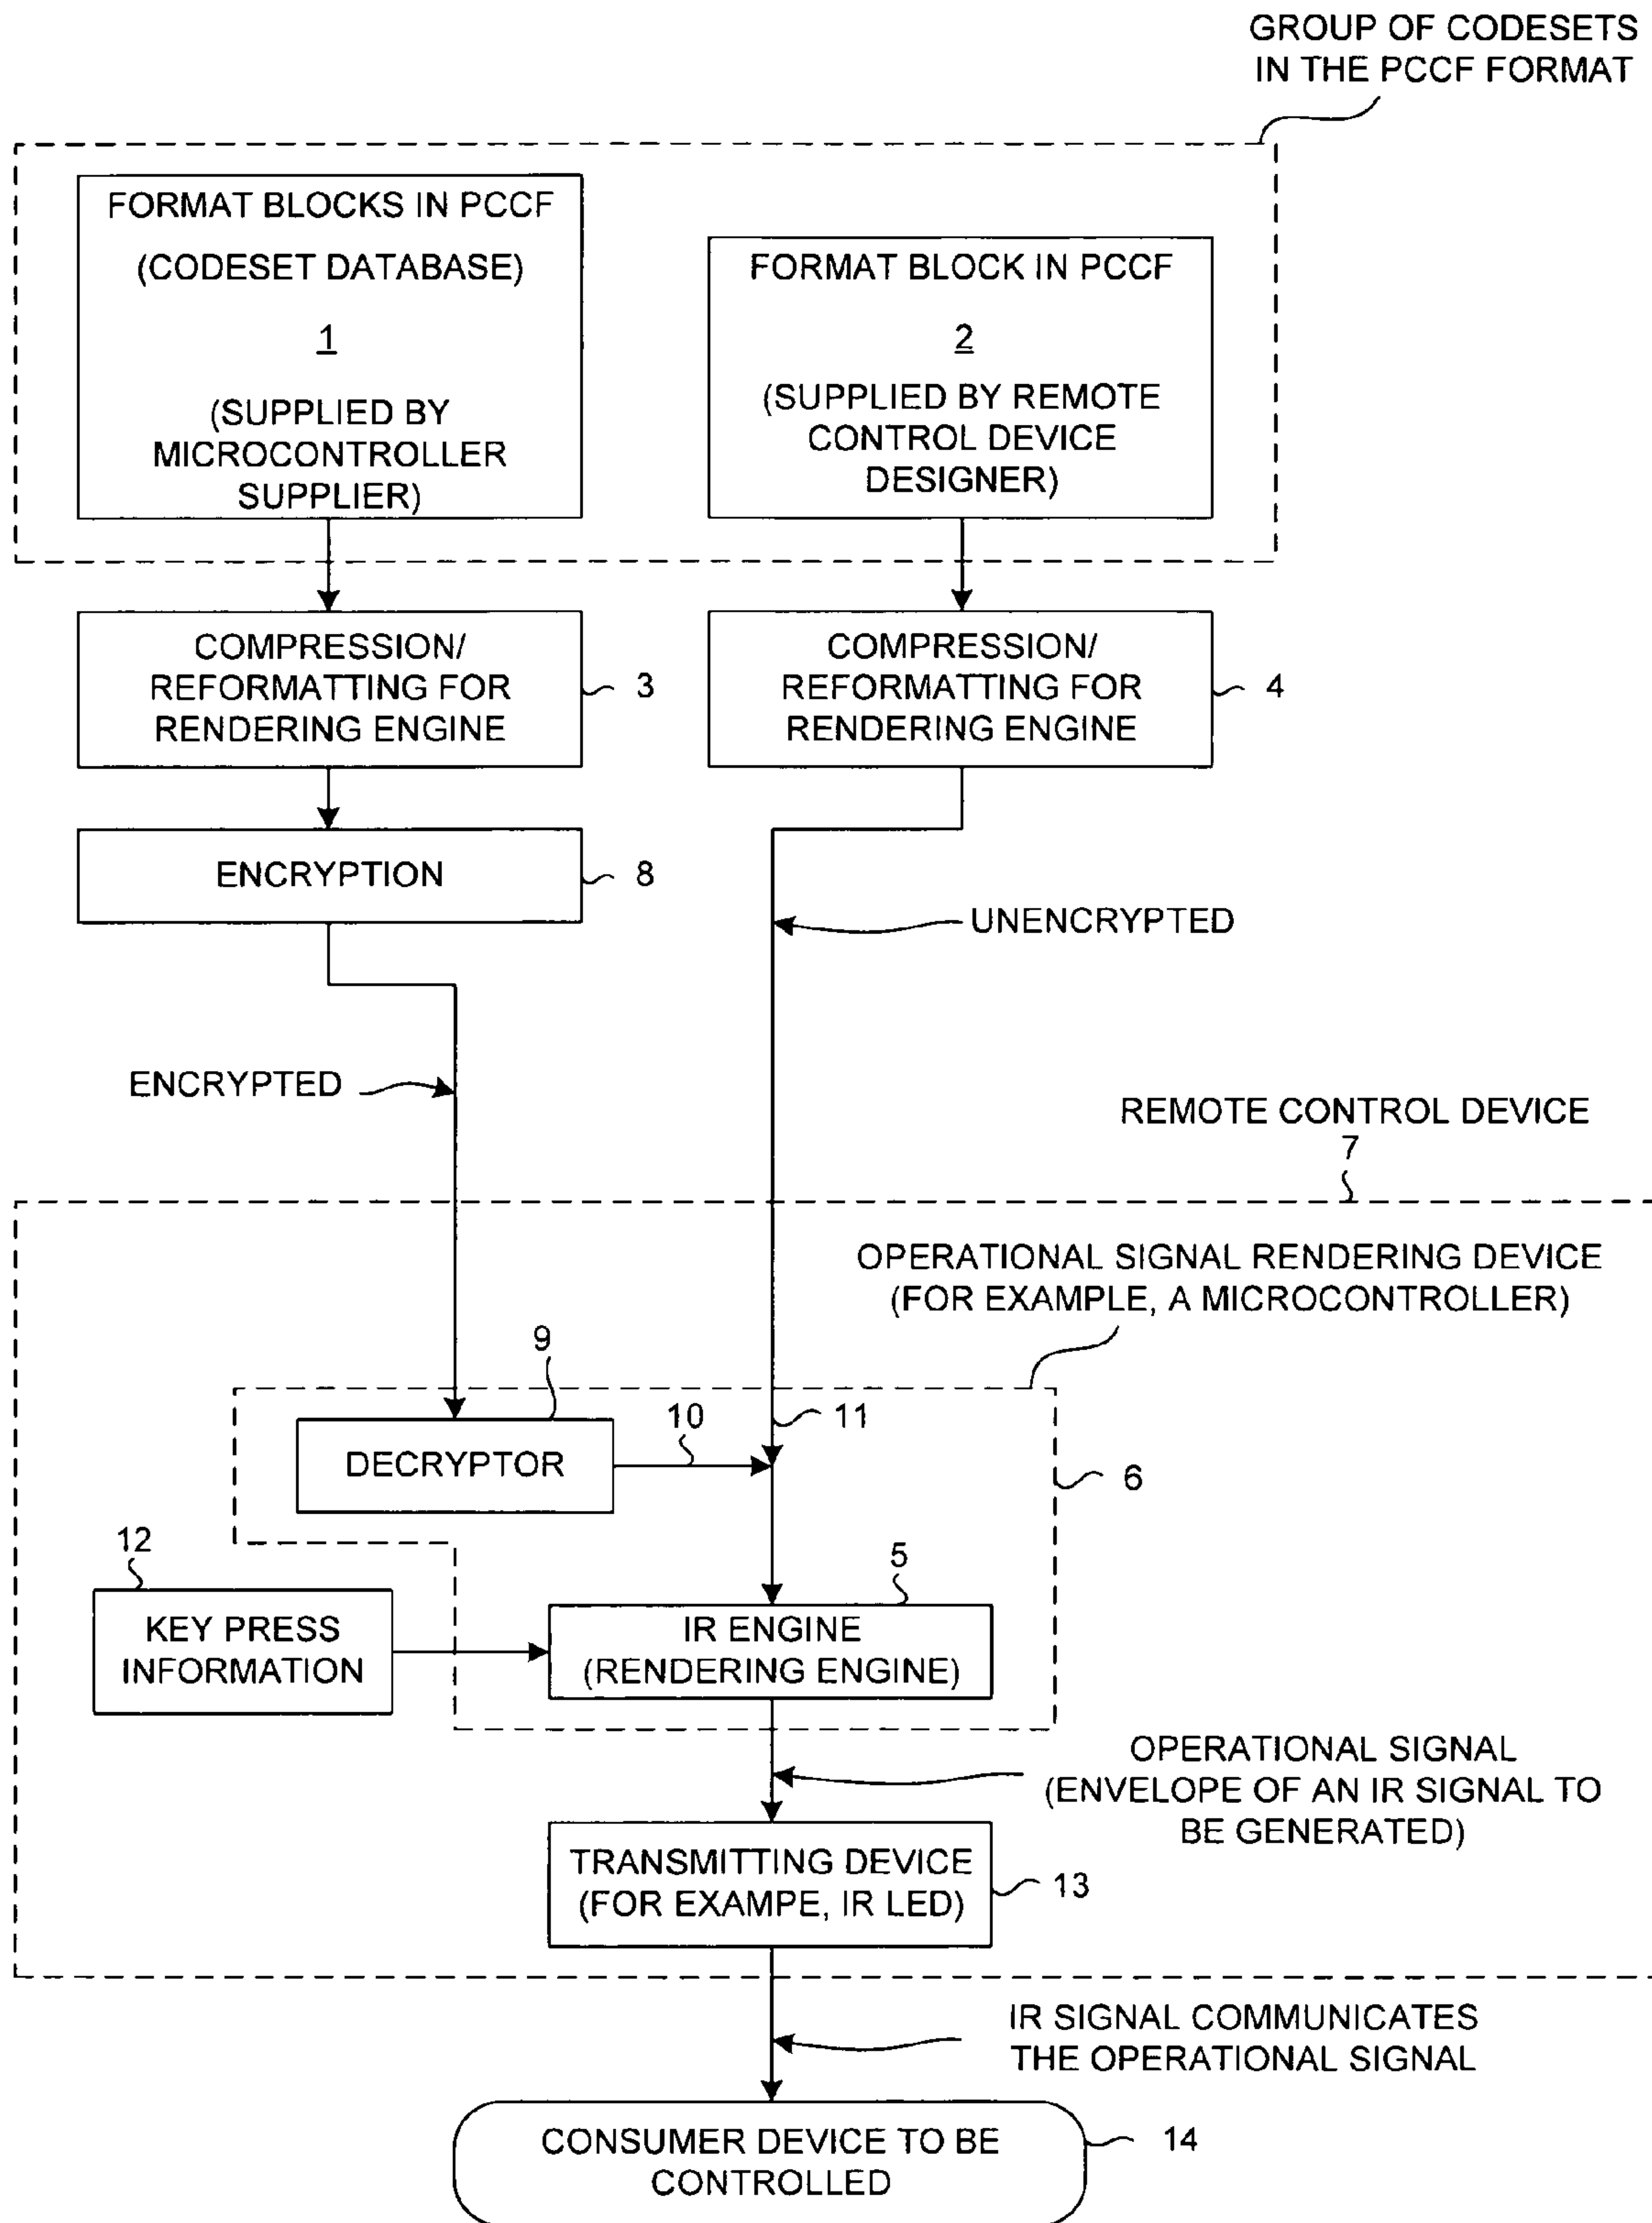 GROUP OF CODESETS
IN THE PCCF FORMAT
FORMAT BLOCKS IN PCCF
(CODESET DATABASE)
1
(SUPPLIED BY
MICROCONTROLLER
SUPPLIER)
FORMAT BLOCK IN PCCF
2
(SUPPLIED BY REMOTE
CONTROL DEVICE
DESIGNER)
COMPRESSION/
REFORMATTING FOR
RENDERING ENGINE
3
COMPRESSION/
REFORMATTING FOR
RENDERING ENGINE
4
ENCRYPTION
8
UNENCRYPTED
ENCRYPTED
REMOTE CONTROL DEVICE
7
OPERATIONAL SIGNAL RENDERING DEVICE
(FOR EXAMPLE, A MICROCONTROLLER)
9
DECRYPTOR
10
11
6
12
KEY PRESS
INFORMATION
5
IR ENGINE
(RENDERING ENGINE)
OPERATIONAL SIGNAL
(ENVELOPE OF AN IR SIGNAL TO
BE GENERATED)
TRANSMITTING DEVICE
(FOR EXAMPE, IR LED)
13
IR SIGNAL COMMUNICATES
THE OPERATIONAL SIGNAL
CONSUMER DEVICE TO BE
CONTROLLED
14